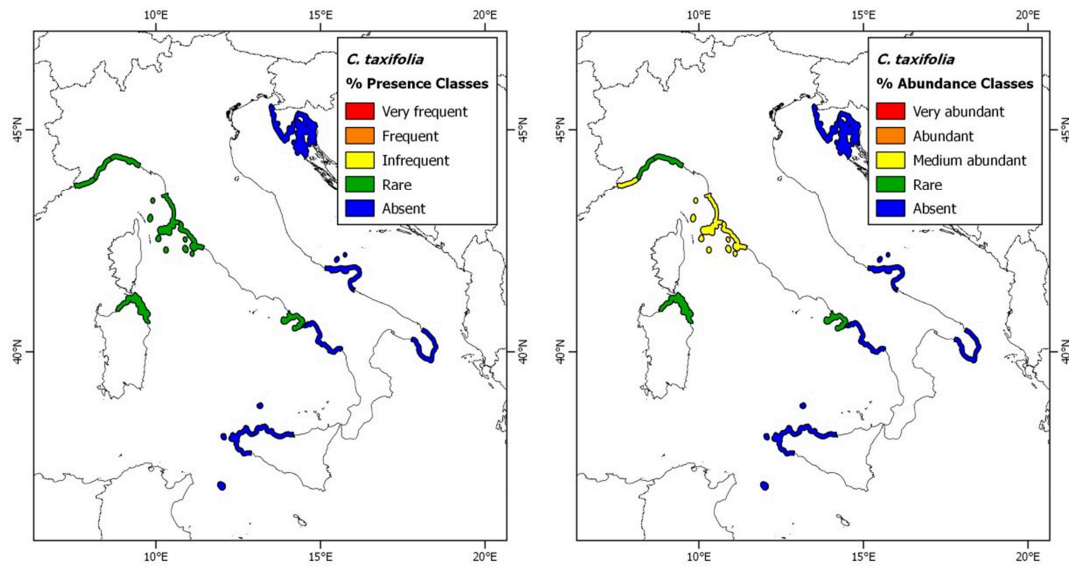 10°E 15°E 20°E
10°E 15°E 20°E
C. taxifolia
% Presence Classes
Very frequent
Frequent
Infrequent
Rare
Absent
C. taxifolia
% Abundance Classes
Very abundant
Abundant
Medium abundant
Rare
Absent
45°N
45°N
45°N
45°N
40°N
40°N
40°N
40°N
10°E 15°E 20°E
10°E 15°E 20°E